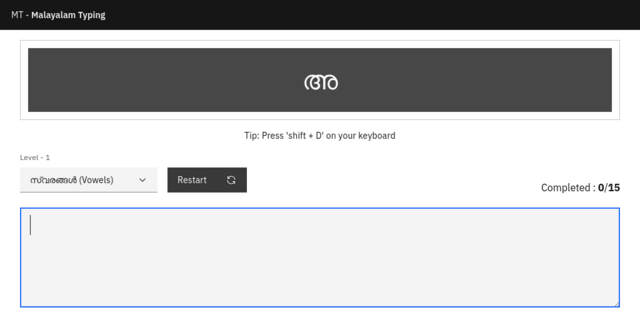 MT - Malayalam Typing
അ
Tip: Press 'shift + D' on your keyboard
Level - 1
സ്വരങ്ങൾ (Vowels)
Restart
Completed : 0/15